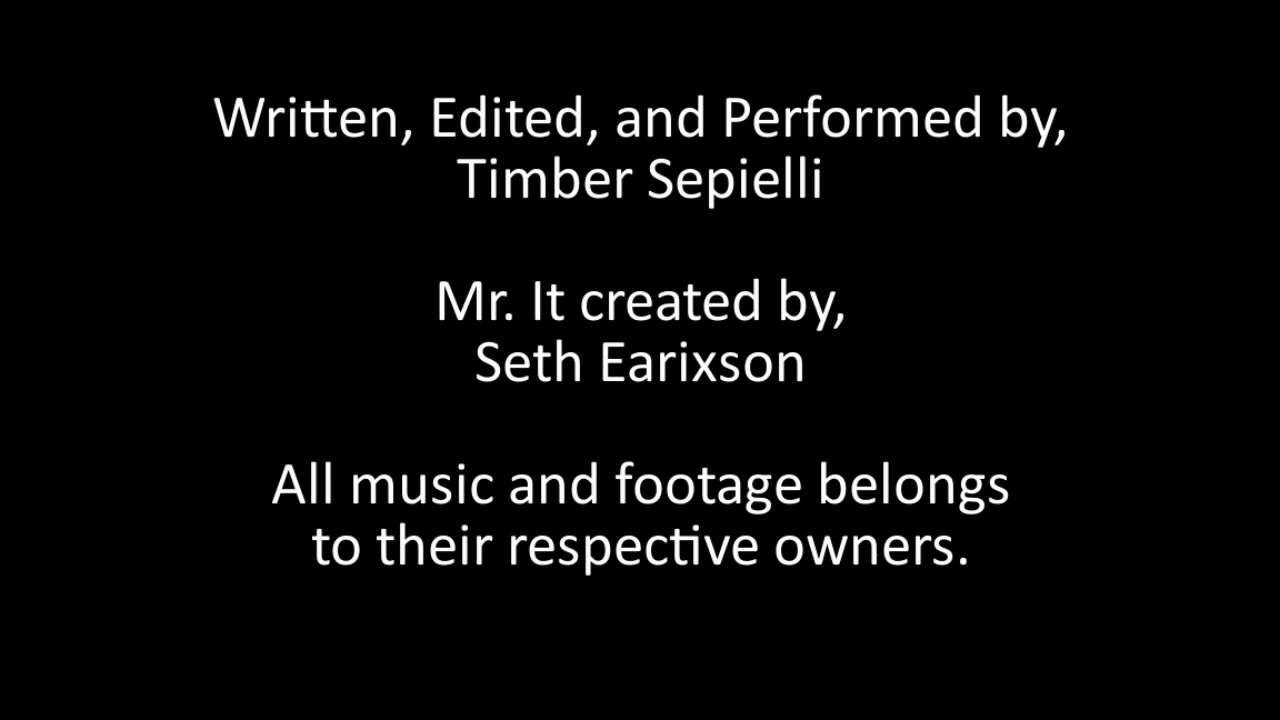 Written, Edited, and Performed by,
Timber Sepielli
Mr. It created by,
Seth Earixson
All music and footage belongs
to their respective owners.